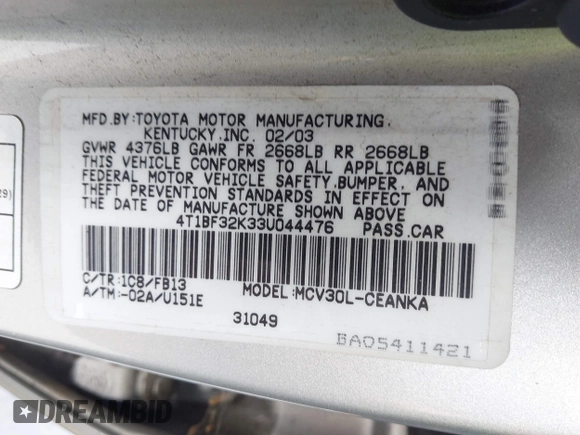 MFD.BY:TOYOTA MOTOR MANUFACTURING.
KENTUCKY.INC. 02/03
GVWR 4376LB GAWR FR 2668LB RR 2668LB
THIS VEHICLE CONFORMS TO ALL APPLICABLE
FEDERAL MOTOR VEHICLE SAFETY,BUMPER, AND
THEFT PREVENTION STANDARDS IN EFFECT ON
THE DATE OF MANUFACTURE SHOWN ABOVE
4T1BF32K33U044476 PASS.CAR
C/TR:1C8/FB13 MODEL:MCV30L-CEANKA
A/TM:-02A/U151E
31049
BA05411421
29)
DREAMBID